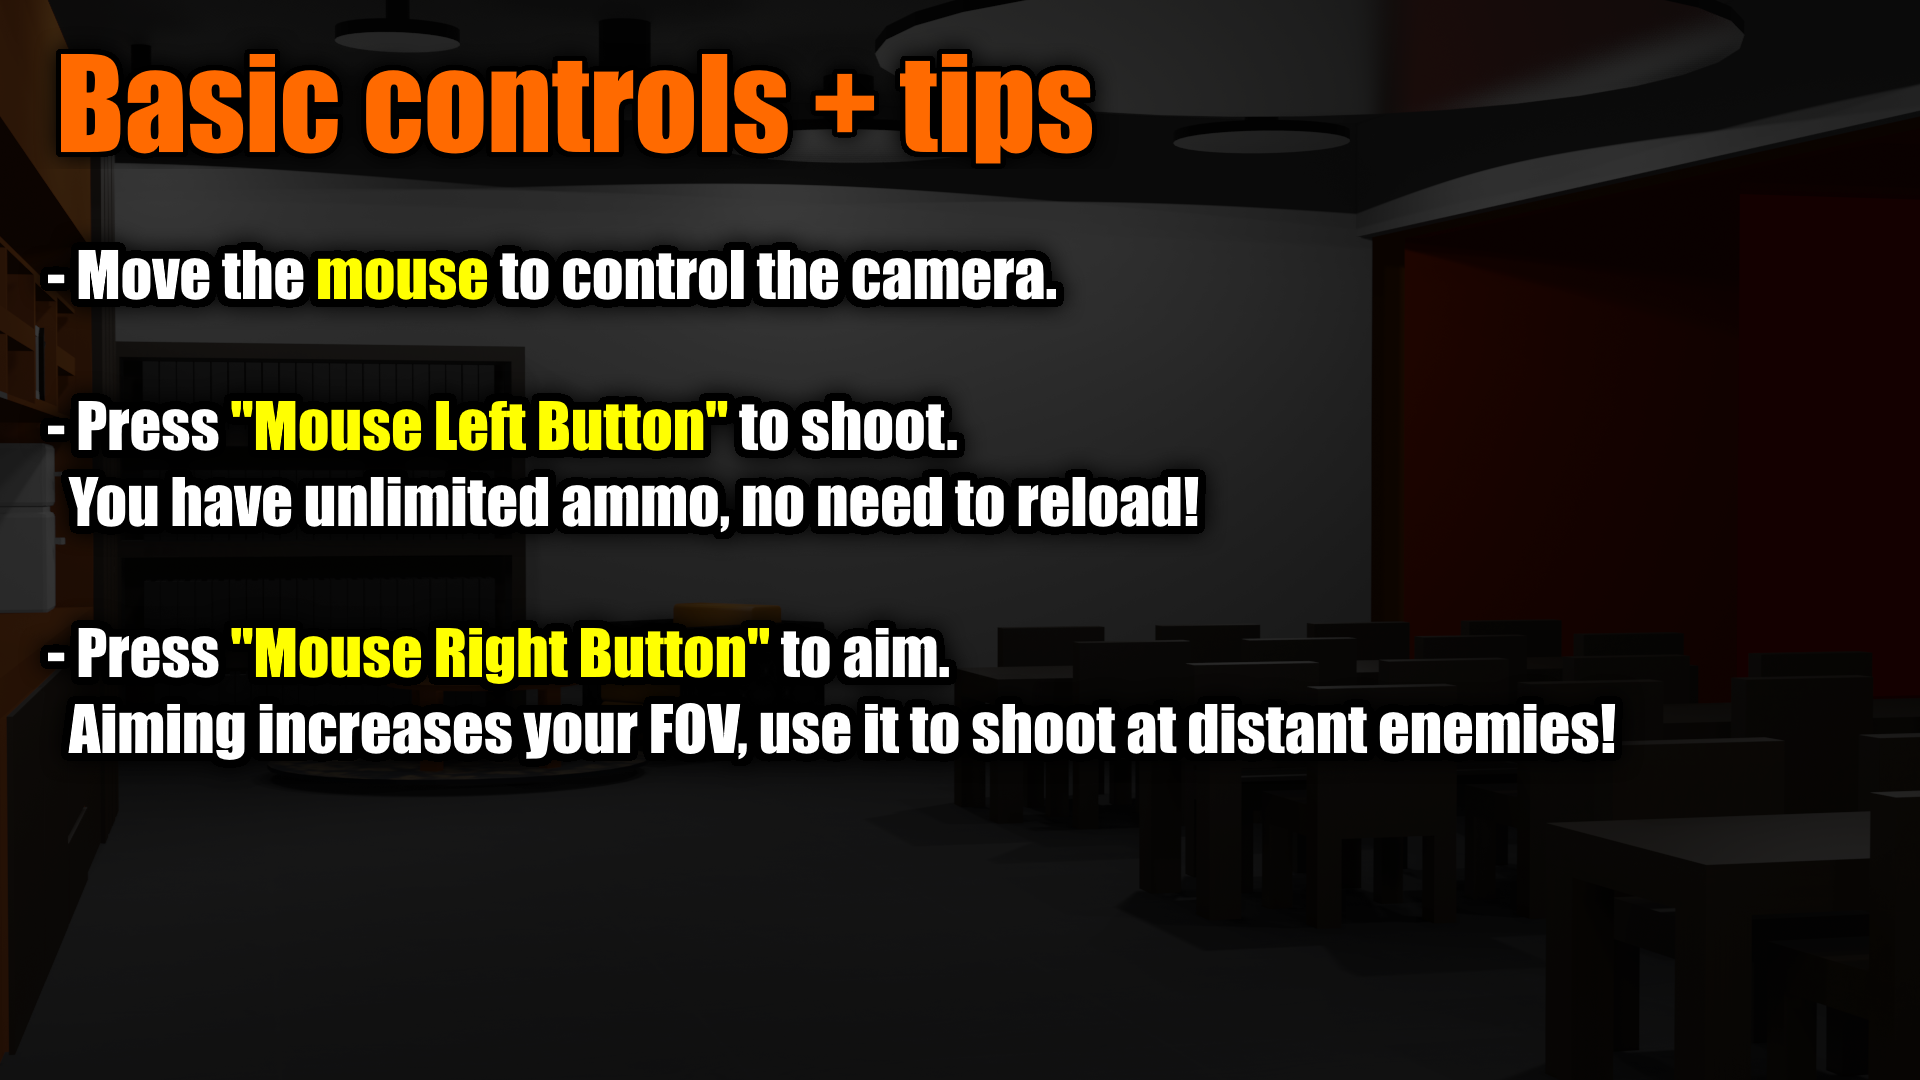 Basic controls + tips
- Move the mouse to control the camera.
- Press "Mouse Left Button" to shoot.
You have unlimited ammo, no need to reload!
- Press "Mouse Right Button" to aim.
Aiming increases your FOV, use it to shoot at distant enemies!